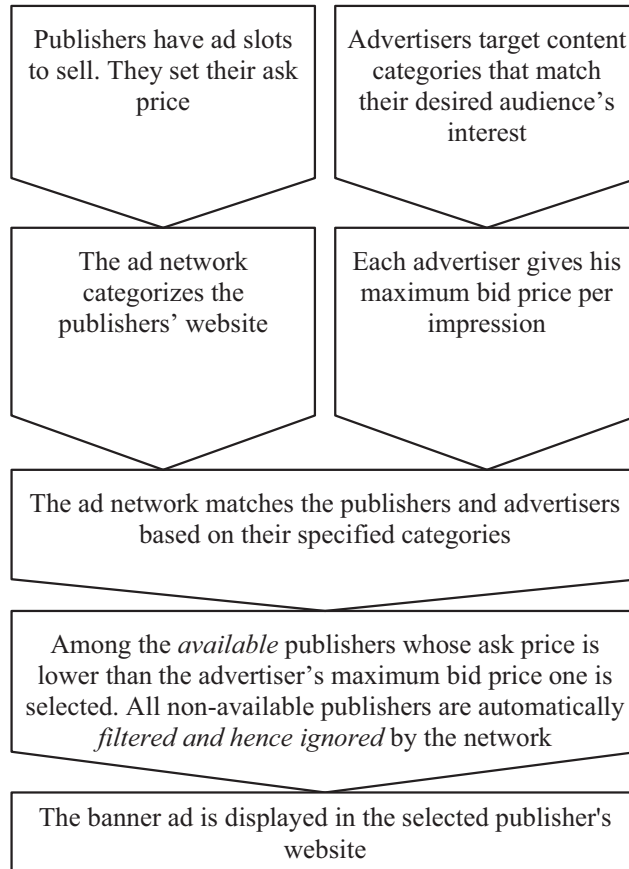 Publishers have ad slots
to sell. They set their ask
price
Advertisers target content
categories that match
their desired audience’s
interest
The ad network
categorizes the
publishers’ website
Each advertiser gives his
maximum bid price per
impression
The ad network matches the publishers and advertisers
based on their specified categories
Among the available publishers whose ask price is
lower than the advertiser’s maximum bid price one is
selected. All non-available publishers are automatically
filtered and hence ignored by the network
The banner ad is displayed in the selected publisher's
website